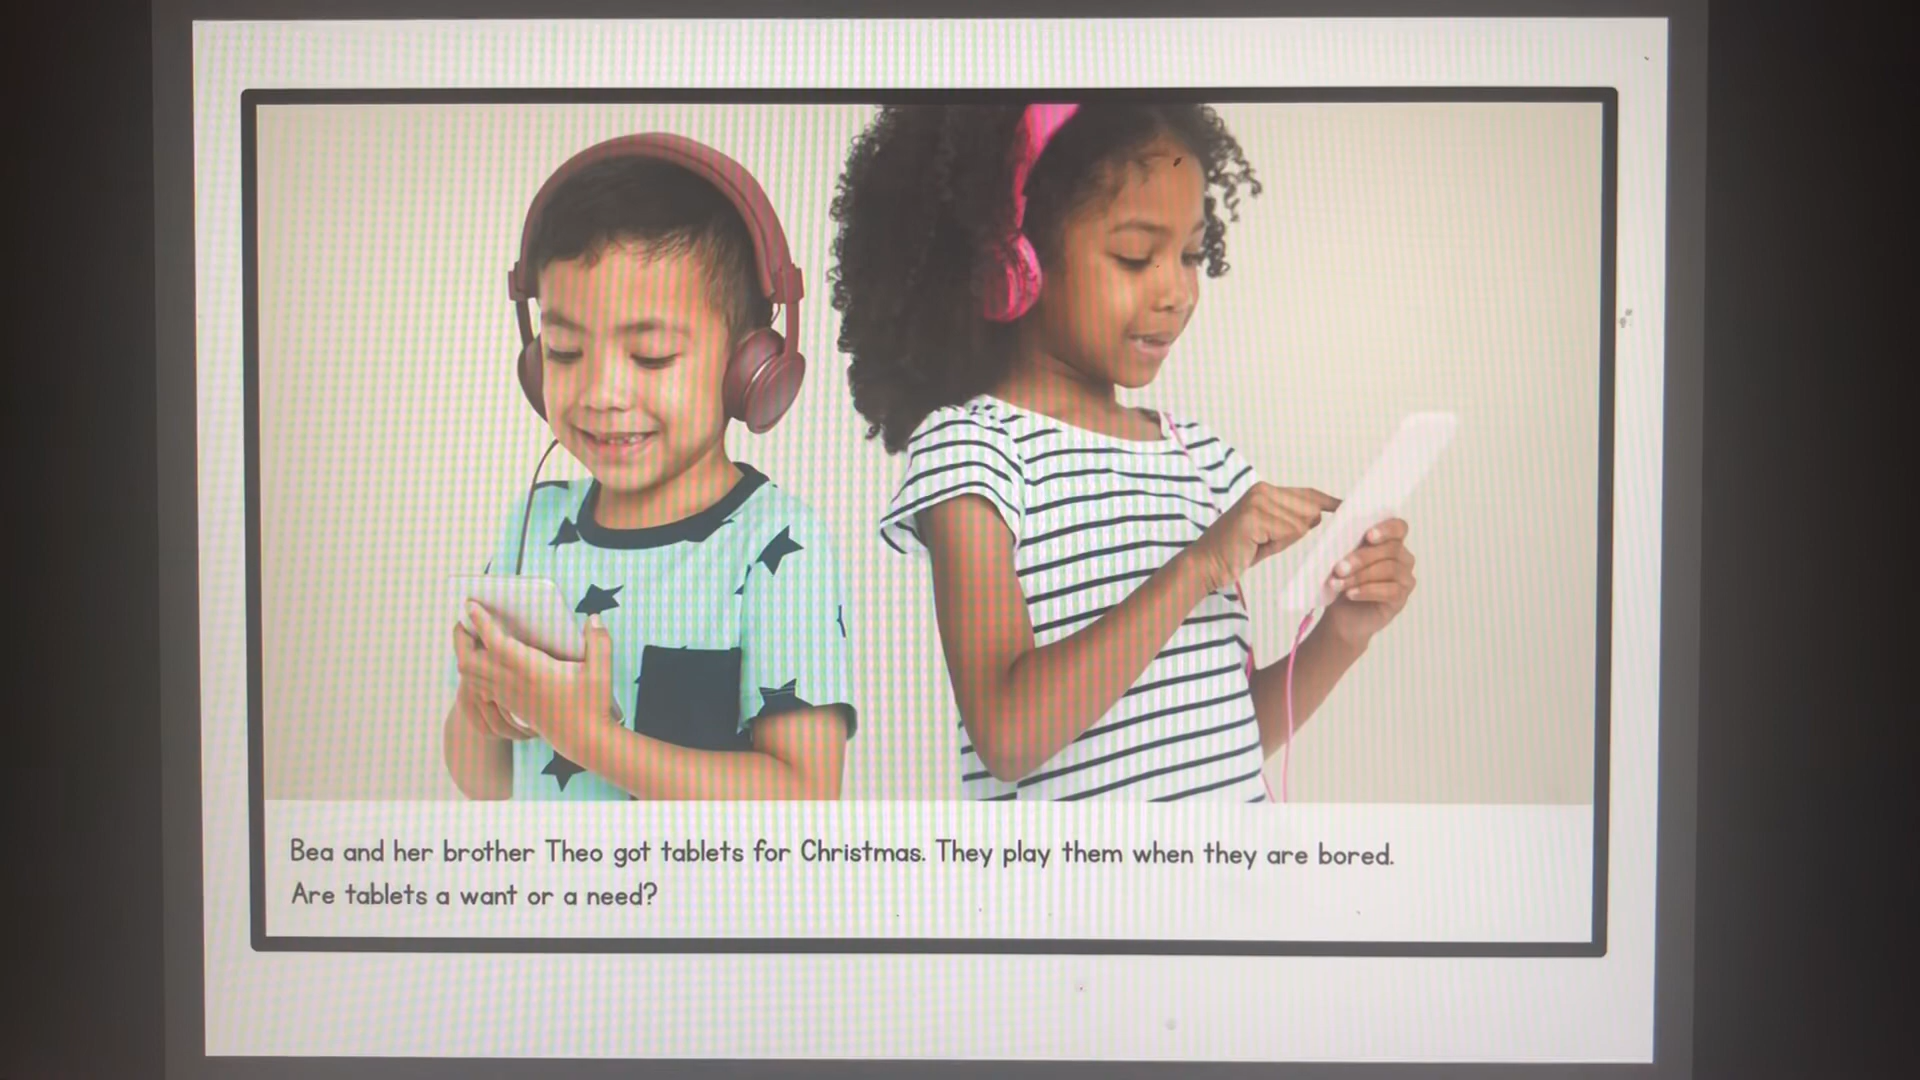 Bea and her brother Theo got tablets for Christmas. They play them when they are bored.
Are tablets a want or a need?